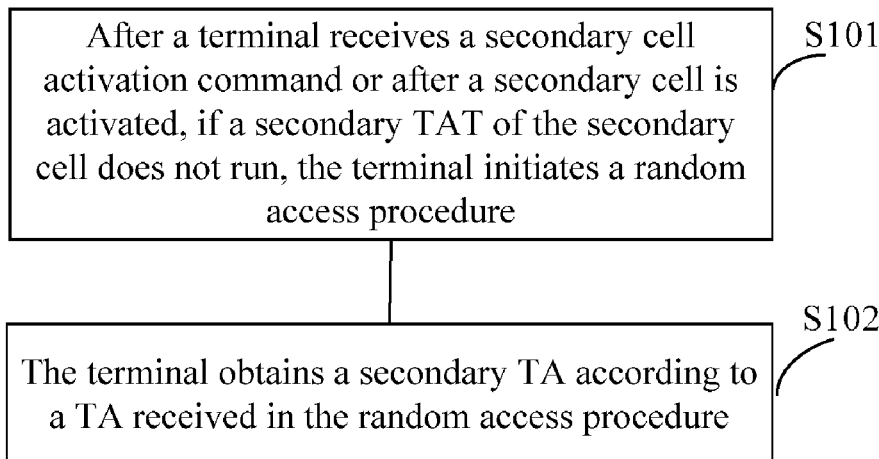 After a terminal receives a secondary cell
activation command or after a secondary cell is
activated, if a secondary TAT of the secondary
cell does not run, the terminal initiates a random
access procedure
S101
The terminal obtains a secondary TA according to
a TA received in the random access procedure
S102